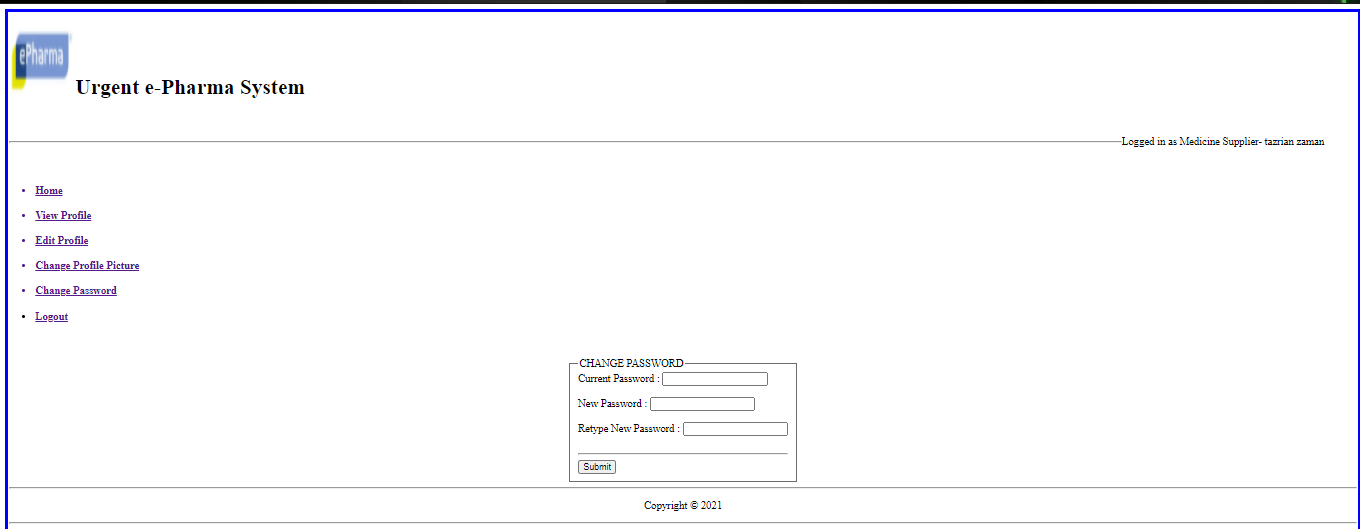 ePharma
Urgent e-Pharma System
Logged in as Medicine Supplier- tazrian zaman
Home
View Profile
Edit Profile
Change Profile Picture
Change Password
Logout
CHANGE PASSWORD
Current Password :
New Password :
Retype New Password :
Submit
Copyright © 2021